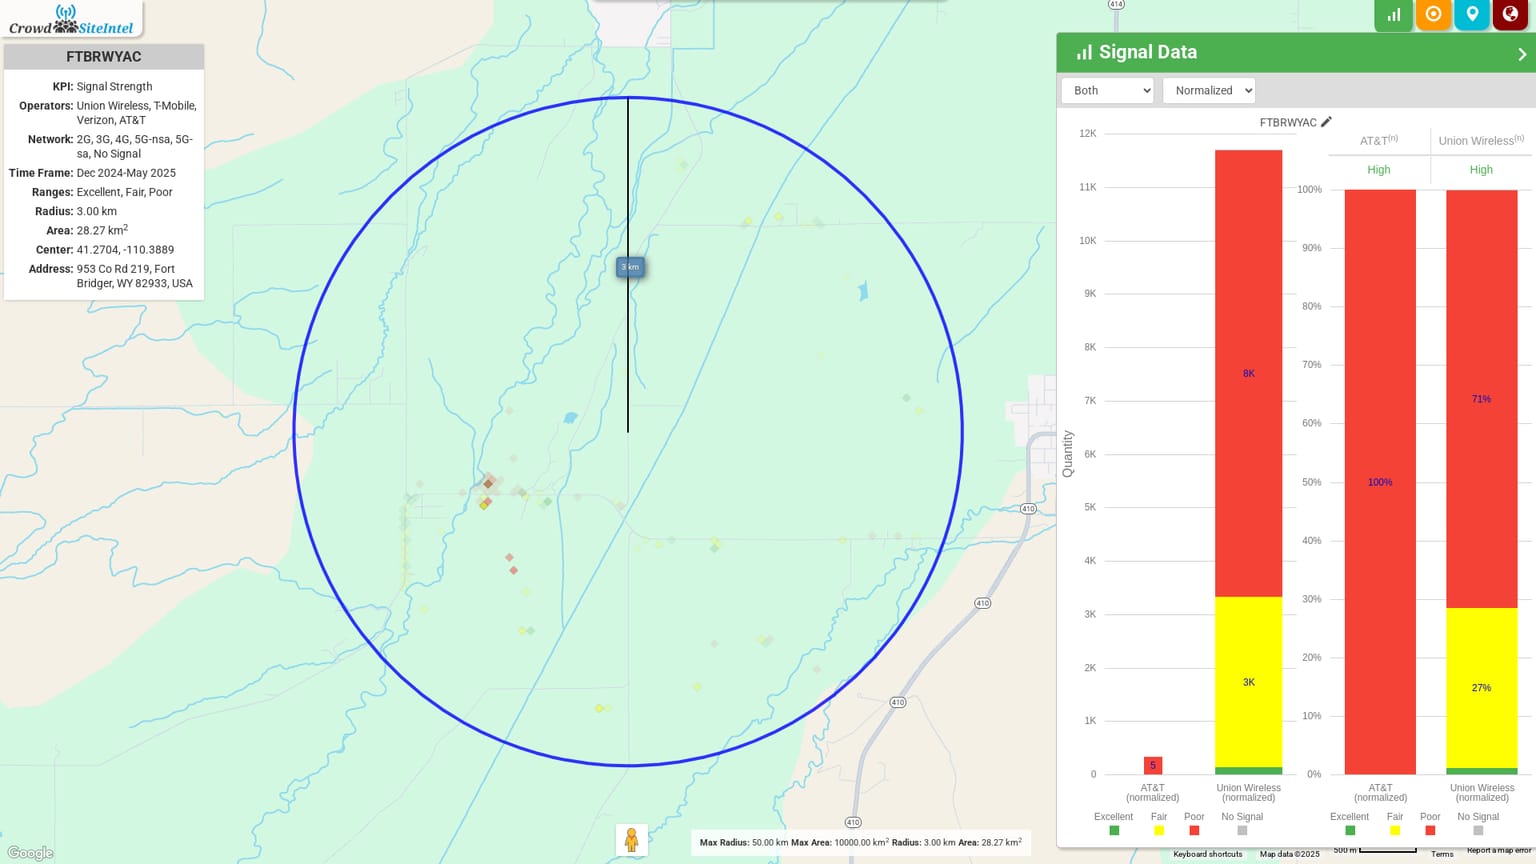 Crowd SiteIntel
FTBRWYAC
KPI: Signal Strength
Operators: Union Wireless, T-Mobile,
Verizon, AT&T
Network: 2G, 3G, 4G, 5G-nsa, 5G-
sa, No Signal
Time Frame: Dec 2024-May 2025
Ranges: Excellent, Fair, Poor
Radius: 3.00 km
Area: 28.27 km²
Center: 41.2704, -110.3889
Address: 953 Co Rd 219, Fort
Bridger, WY 82933, USA
414
3 km
410
410
410
410
Google
Max Radius: 50.00 km Max Area: 10000.00 km² Radius: 3.00 km Area: 28.27 km²
Signal Data
Both
Normalized
FTBRWYAC
12K
11K
10K
9K
8K
7K
6K
5K
4K
3K
2K
1K
0
Quantity
5
8K
3K
AT&T
(normalized)
Union Wireless
(normalized)
Excellent
Fair
Poor
No Signal
AT&T(n)
Union Wireless(n)
High
High
100%
90%
80%
70%
60%
50%
40%
30%
20%
10%
0%
100%
71%
27%
AT&T
(normalized)
Union Wireless
(normalized)
Excellent
Fair
Poor
No Signal
Keyboard shortcuts
Map data ©2025
500 m
Terms
Report a map error